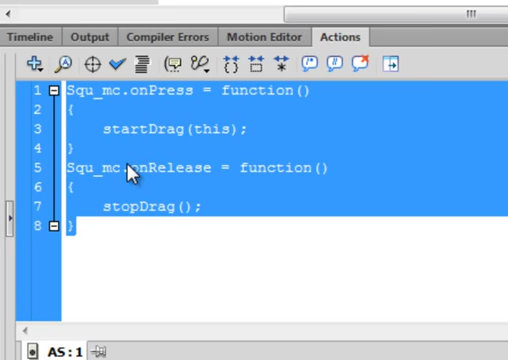 Timeline Output Compiler Errors Motion Editor Actions
1 Squ_mc.onPress = function()
2 {
3 startDrag(this);
4 }
5 Squ_mc.onRelease = function()
6 {
7 stopDrag();
8 }
AS:1